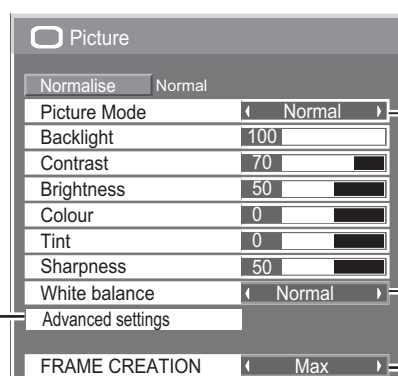 Picture
Normalise Normal
Picture Mode Normal
Backlight 100
Contrast 70
Brightness 50
Colour 0
Tint 0
Sharpness 50
White balance Normal
Advanced settings
FRAME CREATION Max